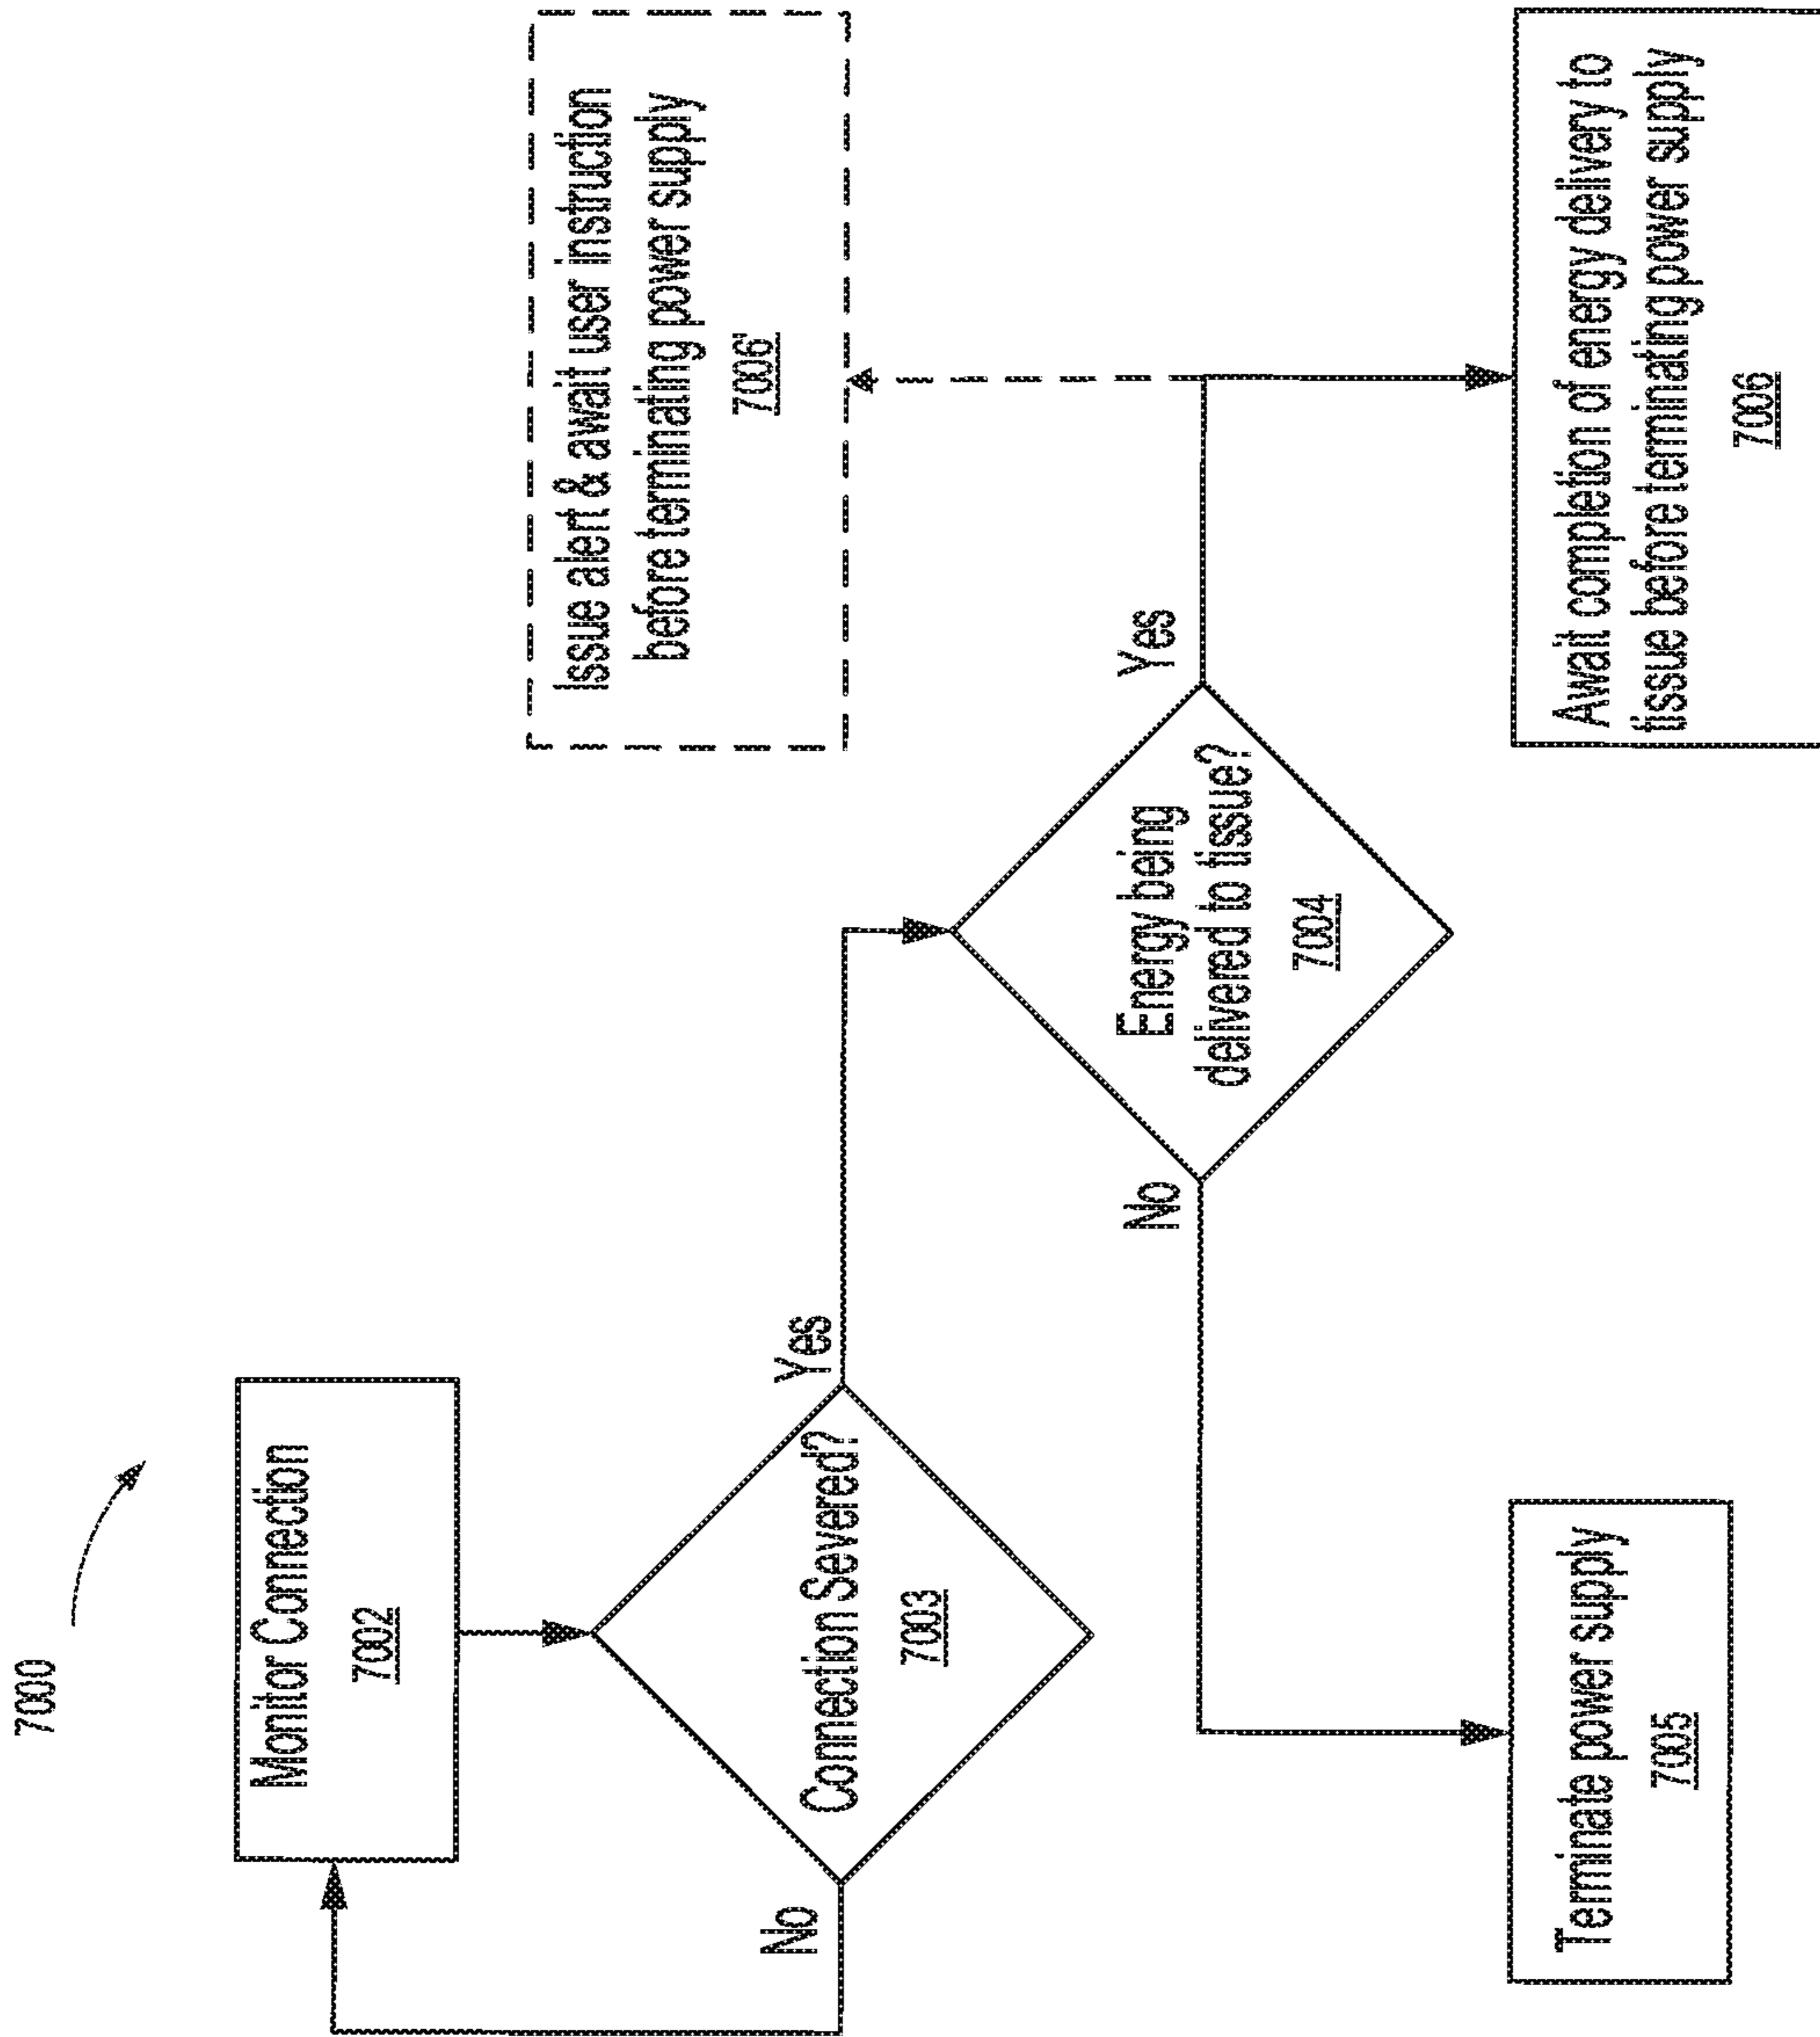 7000
Monitor Connection
7002
Connection Severed?
7003
No
Yes
Energy being
delivered to tissue?
7004
No
Yes
Terminate power supply
7005
Issue alert & await user instruction
before terminating power supply
7006'
Await completion of energy delivery to
tissue before terminating power supply
7006